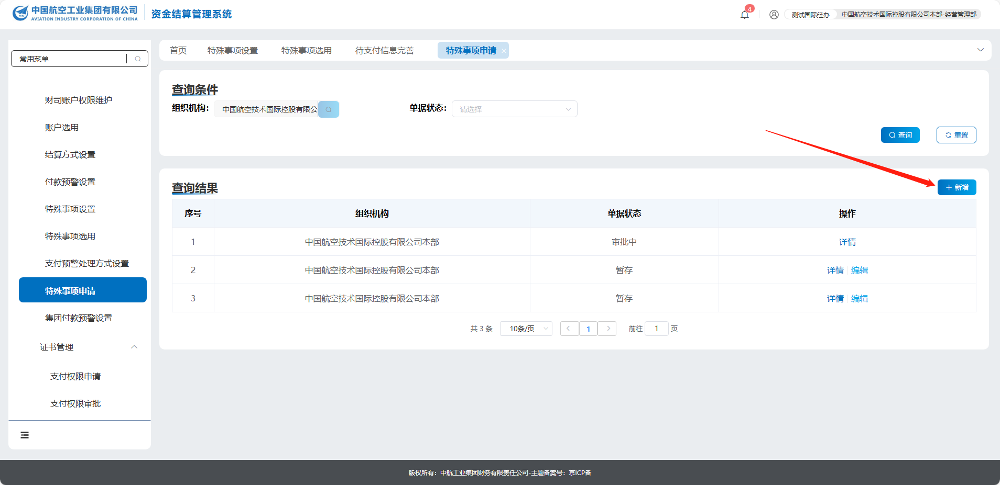 中国航空工业集团有限公司
AVIATION INDUSTRY CORPORATION OF CHINA
资金结算管理系统
4
测试国际经办
中国航空技术国际控股有限公司本部-经营管理部
常用菜单
财司账户权限维护
账户选用
结算方式设置
付款预警设置
特殊事项设置
特殊事项选用
支付预警处理方式设置
特殊事项申请
集团付款预警设置
证书管理
支付权限申请
支付权限审批
首页 特殊事项设置 特殊事项选用 待支付信息完善 特殊事项申请
查询条件
组织机构: 中国航空技术国际控股有限公 单据状态: 请选择
查询 重置
查询结果
新增
序号 组织机构 单据状态 操作
1 中国航空技术国际控股有限公司本部 审批中 详情
2 中国航空技术国际控股有限公司本部 暂存 详情 编辑
3 中国航空技术国际控股有限公司本部 暂存 详情 编辑
共 3 条 10条/页 1 前往 1 页
版权所有：中航工业集团财务有限责任公司-主题备案号：京ICP备